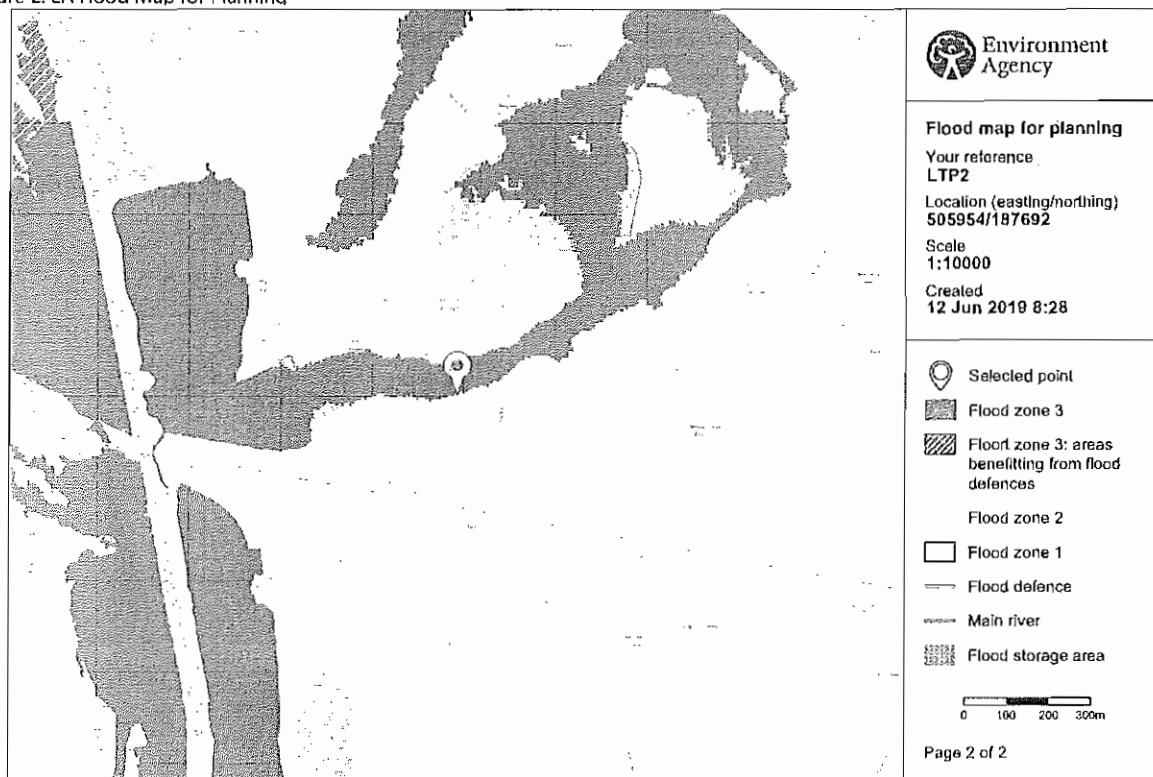 Environment
Agency
Flood map for planning
Your reference
LTP2
Location (easting/northing)
505954/187692
Scale
1:10000
Created
12 Jun 2019 8:28
Selected point
Flood zone 3
Flood zone 3: areas
benefitting from flood
defences
Flood zone 2
Flood zone 1
Flood defence
Main river
Flood storage area
0 100 200 300m
Page 2 of 2